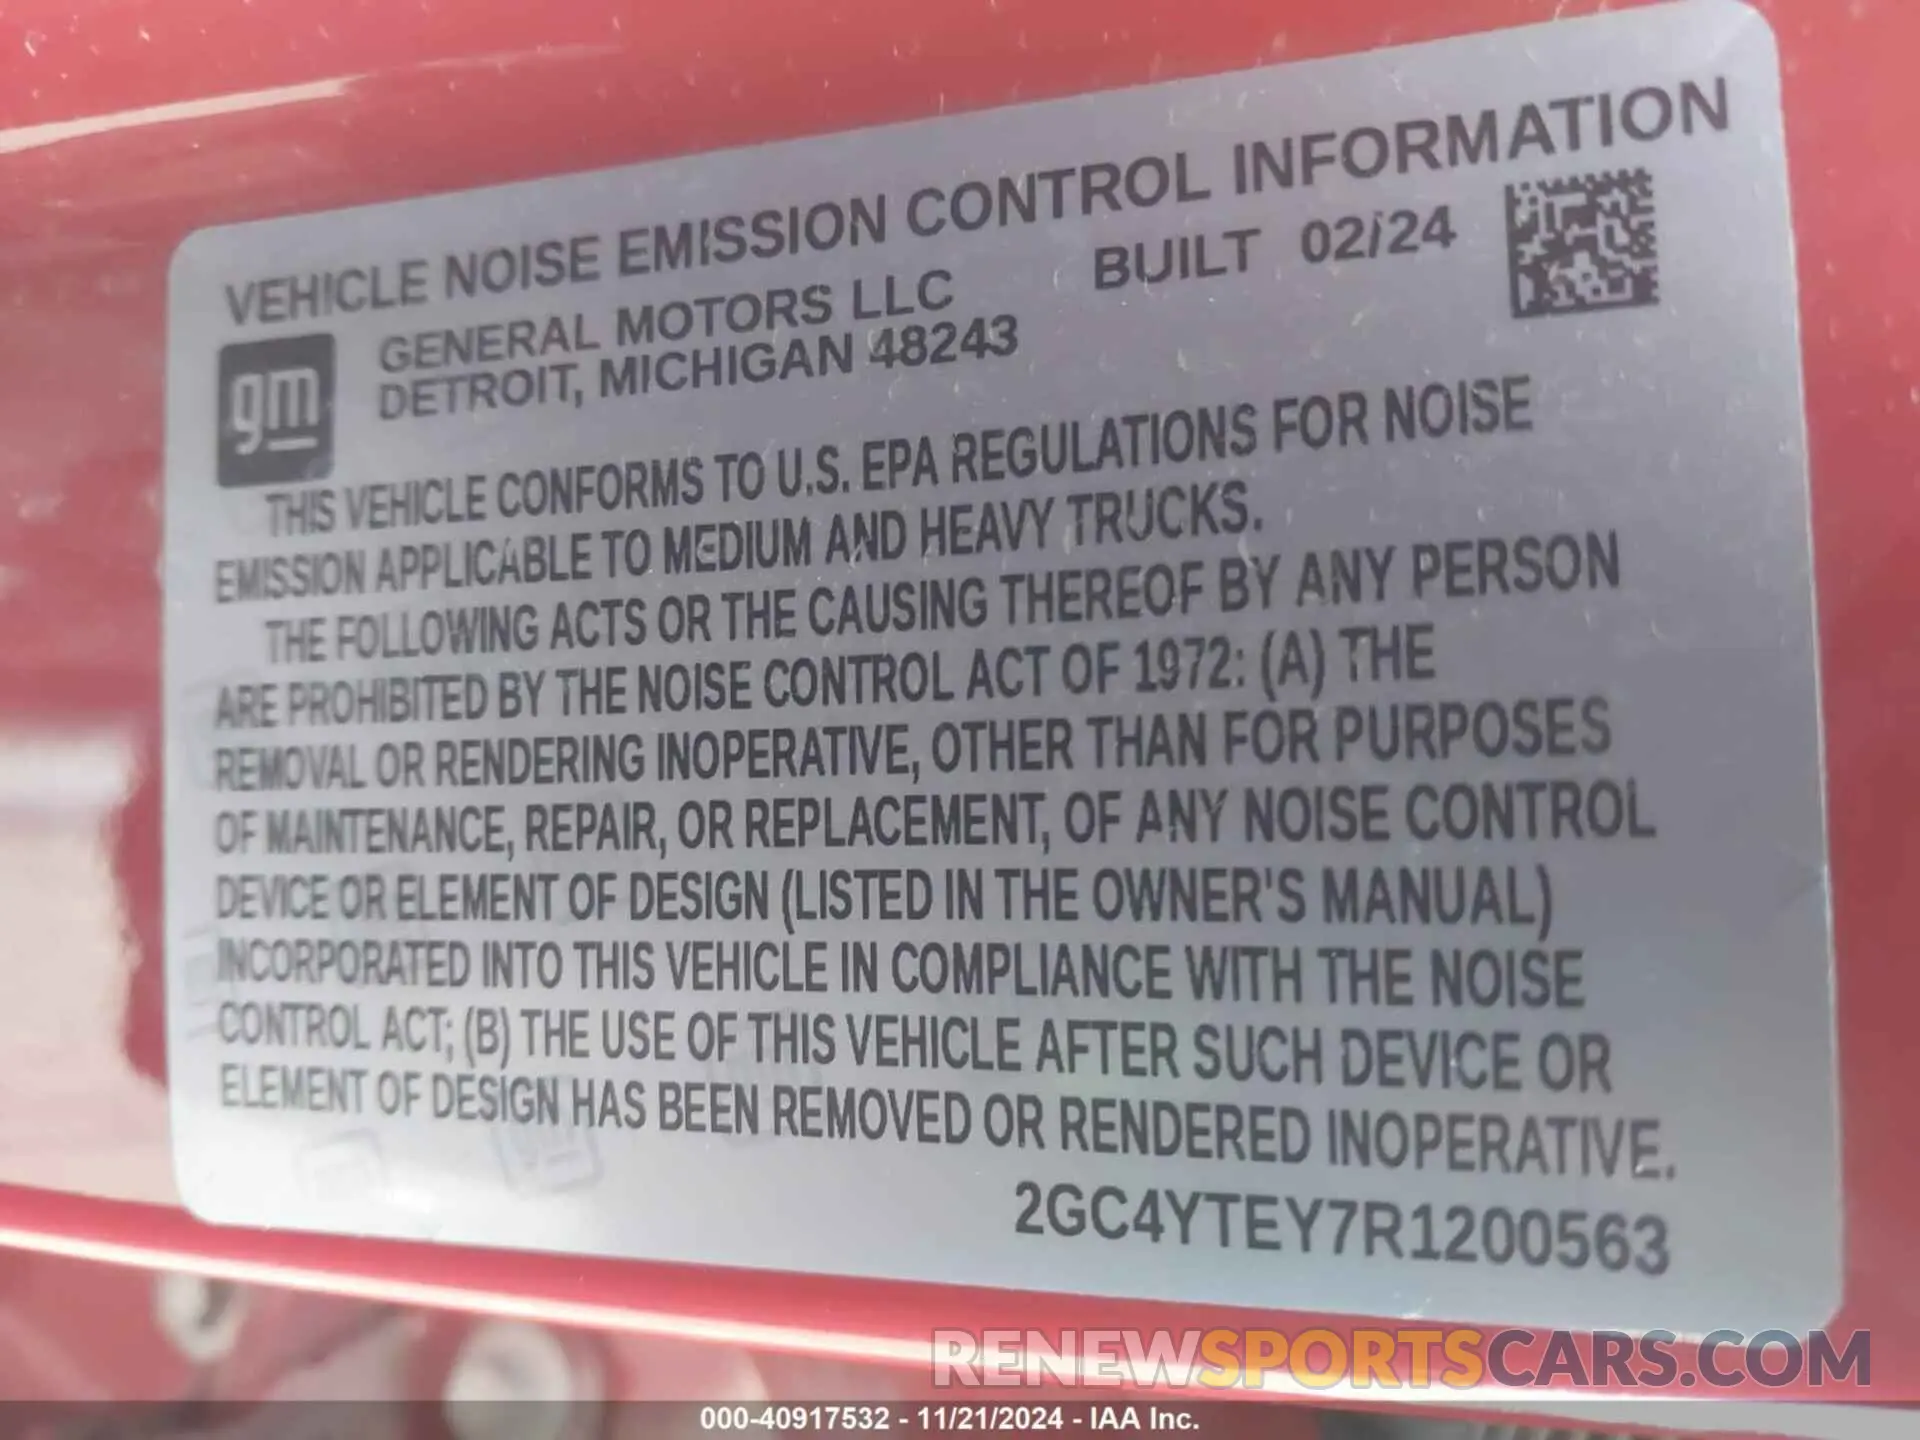 VEHICLE NOISE EMISSION CONTROL INFORMATION
gm
GENERAL MOTORS LLC
DETROIT, MICHIGAN 48243
BUILT 02/24
THIS VEHICLE CONFORMS TO U.S. EPA REGULATIONS FOR NOISE
EMISSION APPLICABLE TO MEDIUM AND HEAVY TRUCKS.
THE FOLLOWING ACTS OR THE CAUSING THEREOF BY ANY PERSON
ARE PROHIBITED BY THE NOISE CONTROL ACT OF 1972: (A) THE
REMOVAL OR RENDERING INOPERATIVE, OTHER THAN FOR PURPOSES
OF MAINTENANCE, REPAIR, OR REPLACEMENT, OF ANY NOISE CONTROL
DEVICE OR ELEMENT OF DESIGN (LISTED IN THE OWNER'S MANUAL)
INCORPORATED INTO THIS VEHICLE IN COMPLIANCE WITH THE NOISE
CONTROL ACT; (B) THE USE OF THIS VEHICLE AFTER SUCH DEVICE OR
ELEMENT OF DESIGN HAS BEEN REMOVED OR RENDERED INOPERATIVE.
2GC4YTEY7R1200563
RENEWSPORTSCARS.COM
000-40917532 - 11/21/2024 - IAA Inc.